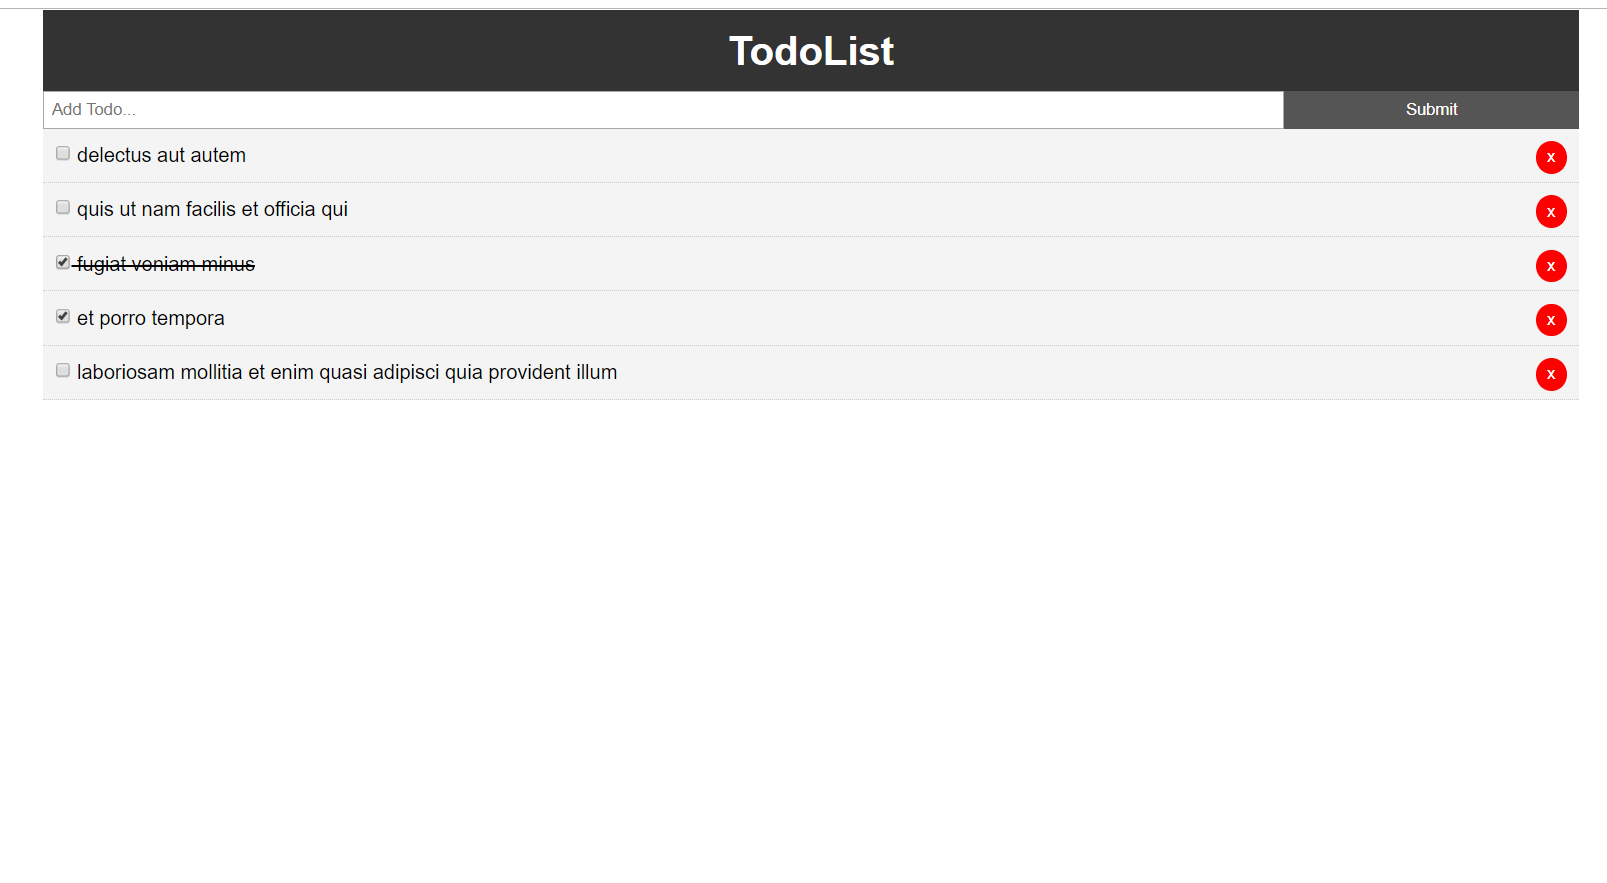 TodoList
Add Todo... Submit
delectus aut autem x
quis ut nam facilis et officia qui x
fugiat veniam minus x
et porro tempora x
laboriosam mollitia et enim quasi adipisci quia provident illum x